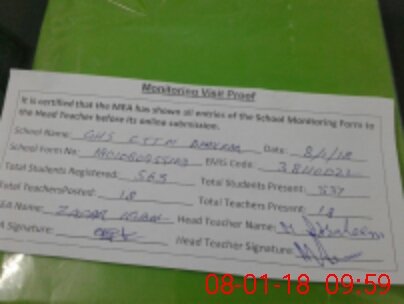 Monitoring Visit Proof
It is certified that the MEA has shown all entries of the School Monitoring Form to
the Head Teacher before its online submission.
School Name: GHS CTTM Date: 8/1/18
School Form No: EMIS Code:
Total Students Registered: 563 Total Students Present: 537
Total Teachers Posted: 18 Total Teachers Present: 18
EA Name: Head Teacher Name: M
A Signature: Head Teacher Signature:
08-01-18 09:59